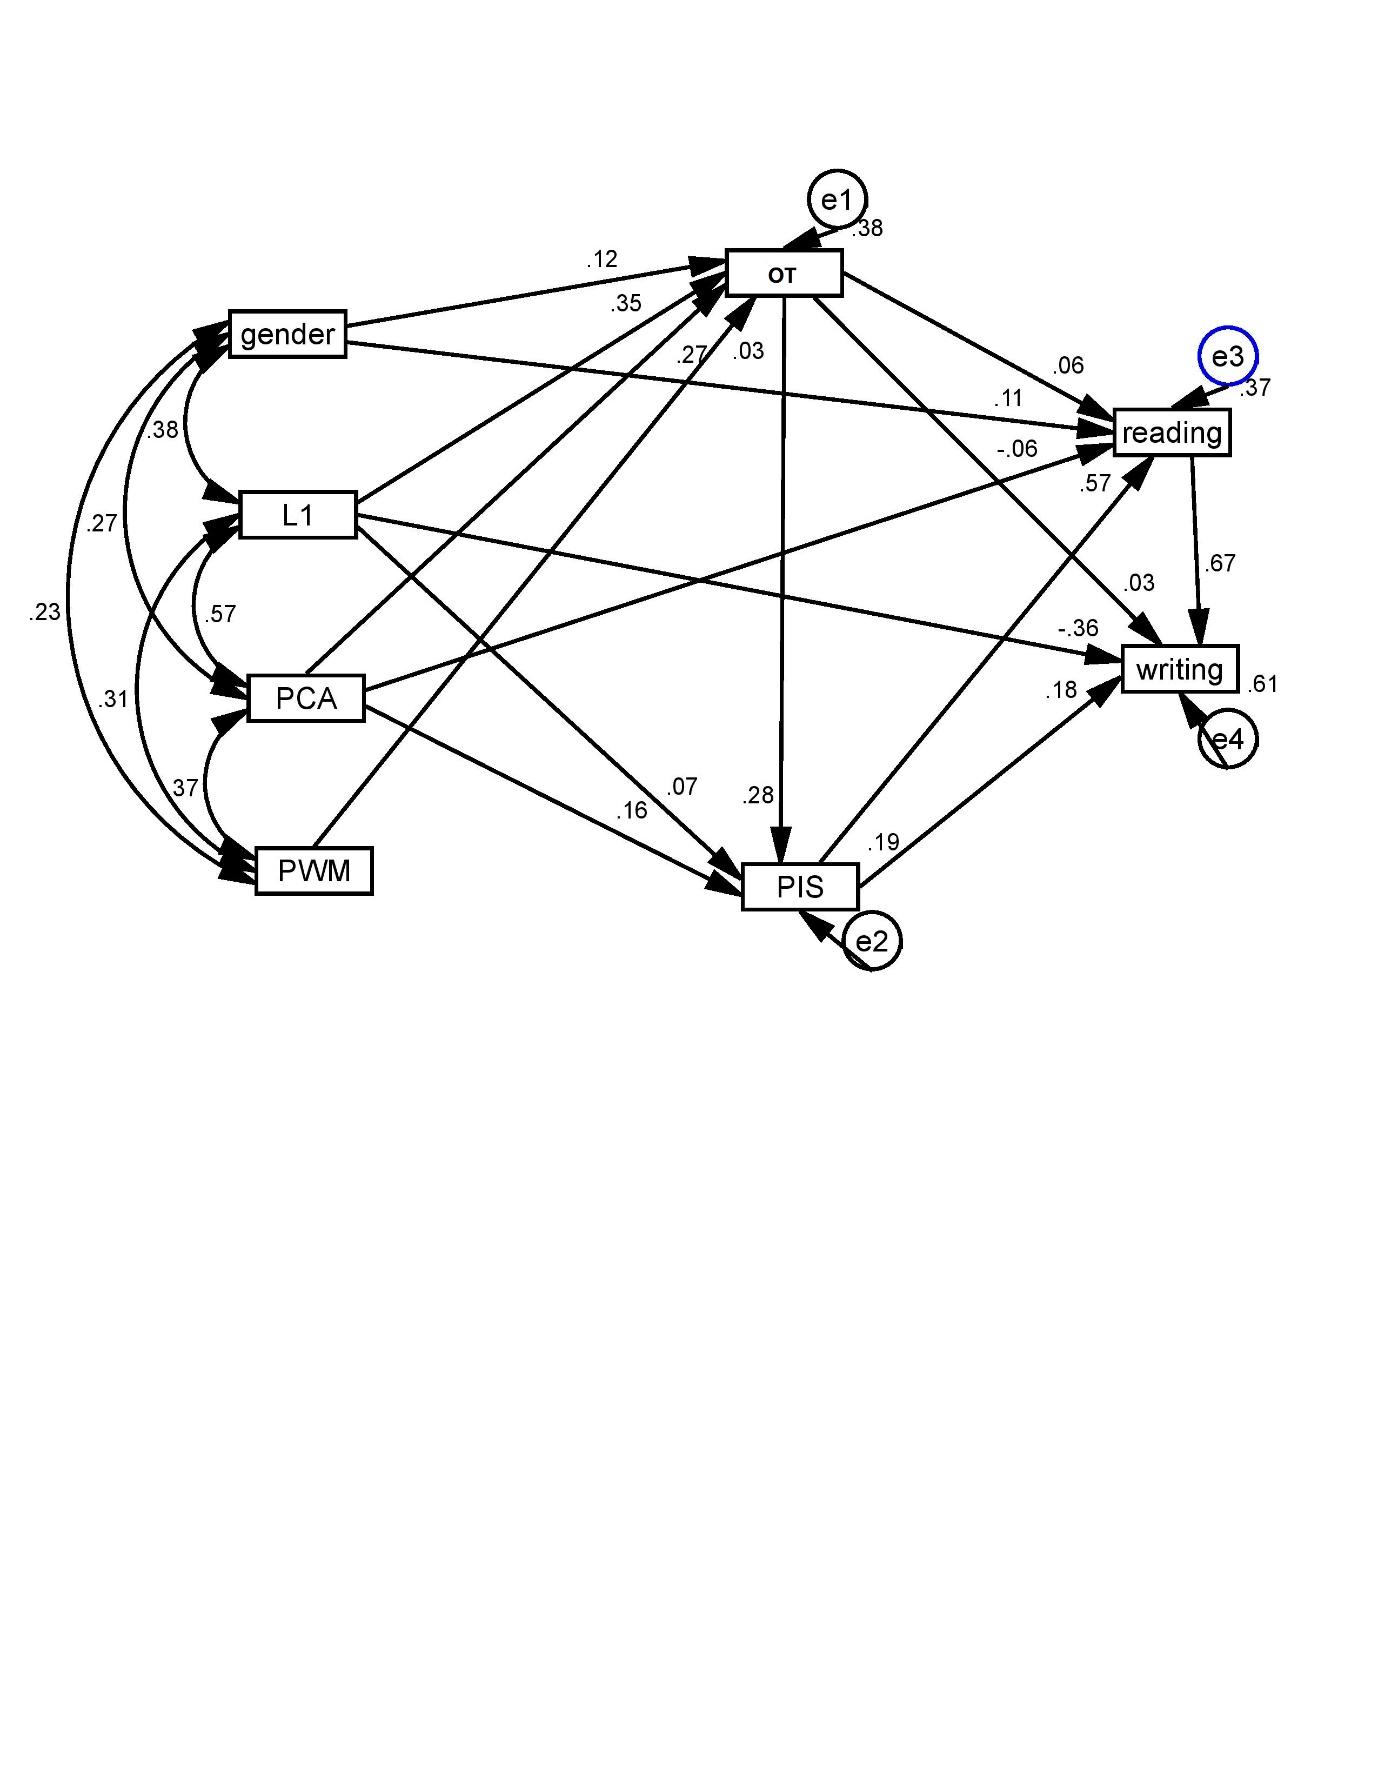 e1
.38
OT
.12
.35
gender
.27
.03
e3
.37
.06
.11
reading
-.06
.57
.38
L1
.27
.67
.03
.57
.23
-.36
writing
.61
.31
PCA
.18
e4
37
.07
.28
.16
.19
PWM
PIS
e2